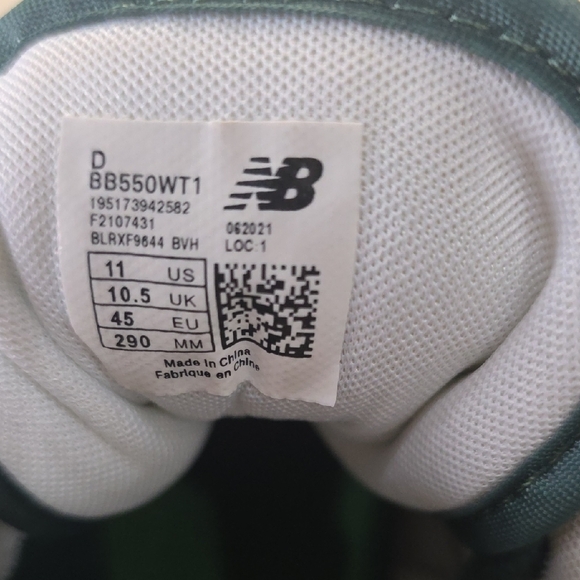 D
BB550WT1
195173942582
F2107431
BLRXF9644 BVH
NB
062021
LOC 1
11 US
10.5 UK
45 EU
290 MM
Made In China
Fabrique en Chine